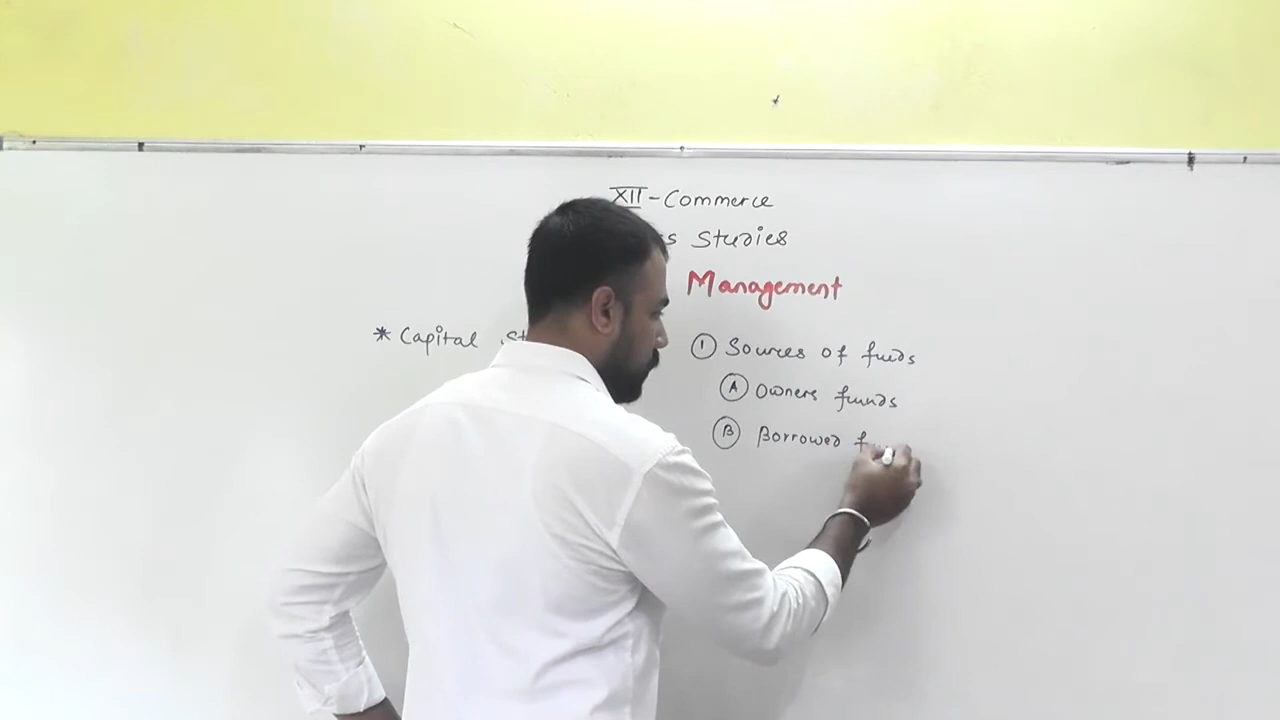 XII-Commerce
Studies
Management
* Capital
① Sources of funds
Ⓐ Owners funds
Ⓑ Borrowed